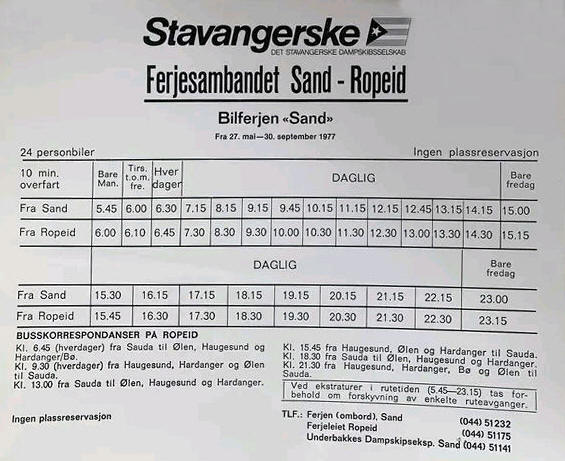 Stavangerske
DET STAVANGERSKE DAMPSKIBSSELSKAB
Ferjesambandet Sand - Ropeid
Bilferjen «Sand»
Fra 27. mai—30. september 1977
24 personbiler Ingen plassreservasjon
10 min. overfart Bare Man. Tirs. t.o.m. fre. Hver dager DAGLIG Bare fredag
Fra Sand 5.45 6.00 6.30 7.15 8.15 9.15 9.45 10.15 11.15 12.15 12.45 13.15 14.15 15.00
Fra Ropeid 6.00 6.10 6.45 7.30 8.30 9.30 10.00 10.30 11.30 12.30 13.00 13.30 14.30 15.15
DAGLIG Bare fredag
Fra Sand 15.30 16.15 17.15 18.15 19.15 20.15 21.15 22.15 23.00
Fra Ropeid 15.45 16.30 17.30 18.30 19.30 20.30 21.30 22.30 23.15
BUSSKORRESPONDANSER PÅ ROPEID
Kl. 6.45 (hverdager) fra Sauda til Ølen, Haugesund og
Hardanger/Bø.
Kl. 9.30 (hverdager) fra Haugesund, Hardanger og Ølen
til Sauda.
Kl. 13.00 fra Sauda til Ølen, Haugesund og Hardanger.
Ingen plassreservasjon
Kl. 15.45 fra Haugesund, Ølen og Hardanger til Sauda.
Kl. 18.30 fra Sauda til Ølen, Haugesund og Hardanger.
Kl. 21.30 fra Haugesund, Hardanger, Bø og Ølen til
Sauda.
Ved ekstraturer i rutetiden (5.45—23.15) tas for-
behold om forskyvning av enkelte ruteavganger.
TLF.: Ferjen (ombord), Sand (044) 51232
Ferjeleiet Ropeid (044) 51175
Underbakkes Dampskipseksp. Sand (044) 51141